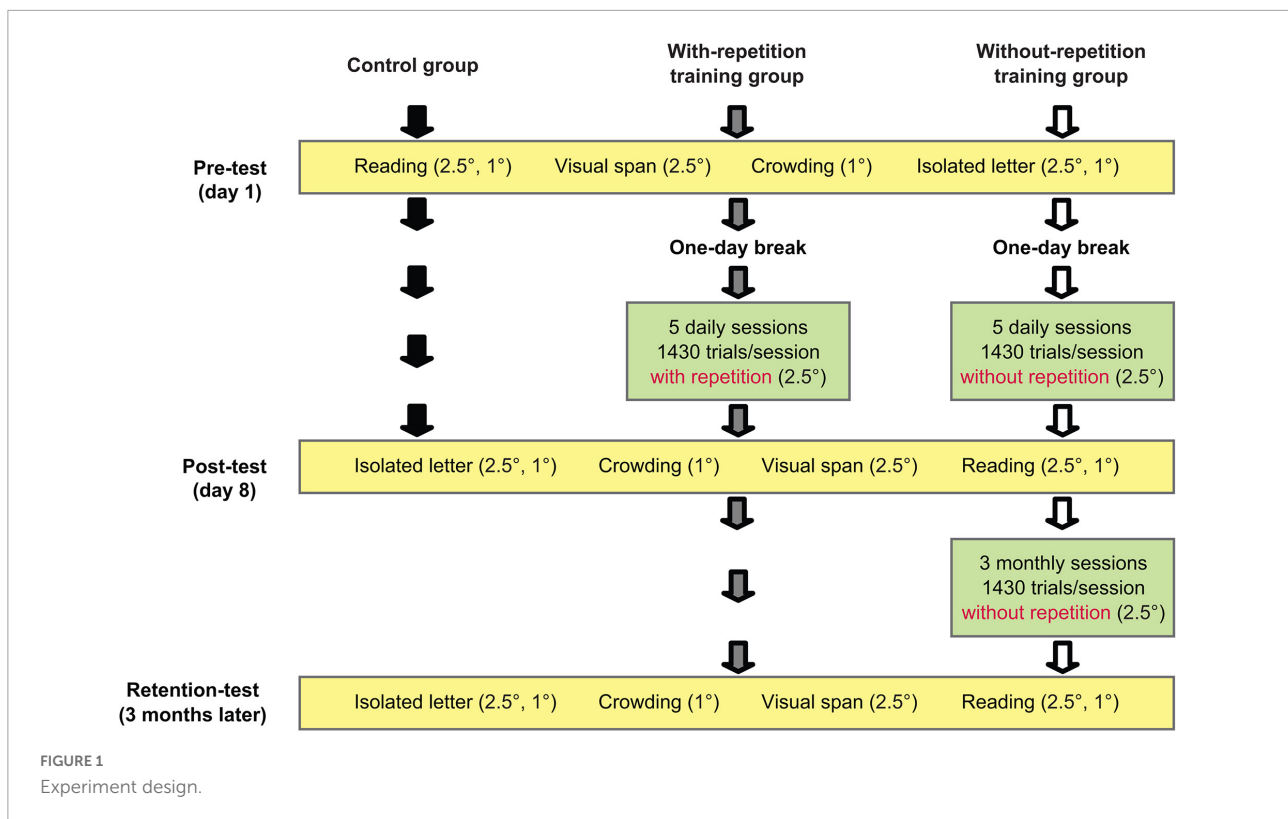 Control group
With-repetition
training group
Without-repetition
training group
Pre-test
(day 1)
Reading (2.5°, 1°) Visual span (2.5°) Crowding (1°) Isolated letter (2.5°, 1°)
One-day break
One-day break
5 daily sessions
1430 trials/session
with repetition (2.5°)
5 daily sessions
1430 trials/session
without repetition (2.5°)
Post-test
(day 8)
Isolated letter (2.5°, 1°) Crowding (1°) Visual span (2.5°) Reading (2.5°, 1°)
3 monthly sessions
1430 trials/session
without repetition (2.5°)
Retention-test
(3 months later)
Isolated letter (2.5°, 1°) Crowding (1°) Visual span (2.5°) Reading (2.5°, 1°)
FIGURE 1
Experiment design.